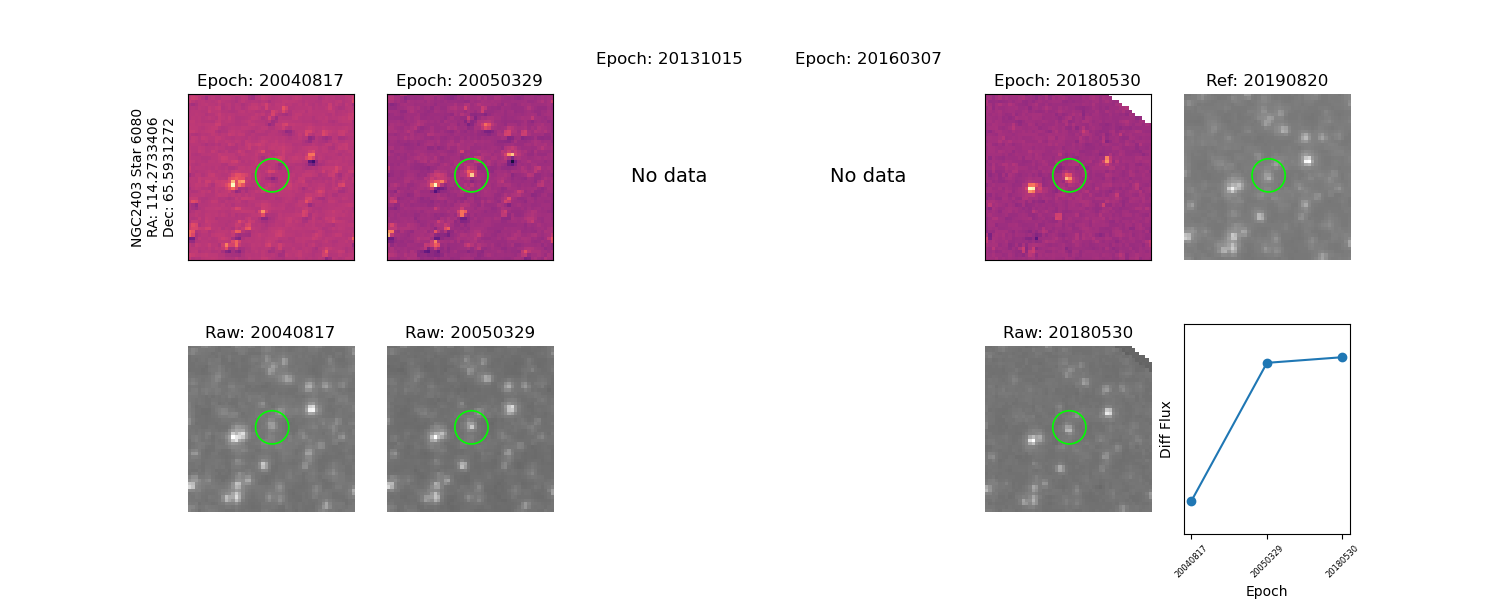 Epoch: 20131015
Epoch: 20160307
Epoch: 20040817
Epoch: 20050329
Epoch: 20180530
Ref: 20190820
NGC2403 Star 6080
RA: 114.2733406
Dec: 65.5931272
No data
No data
Raw: 20040817
Raw: 20050329
Raw: 20180530
Diff Flux
20040817
20050329
20180530
Epoch